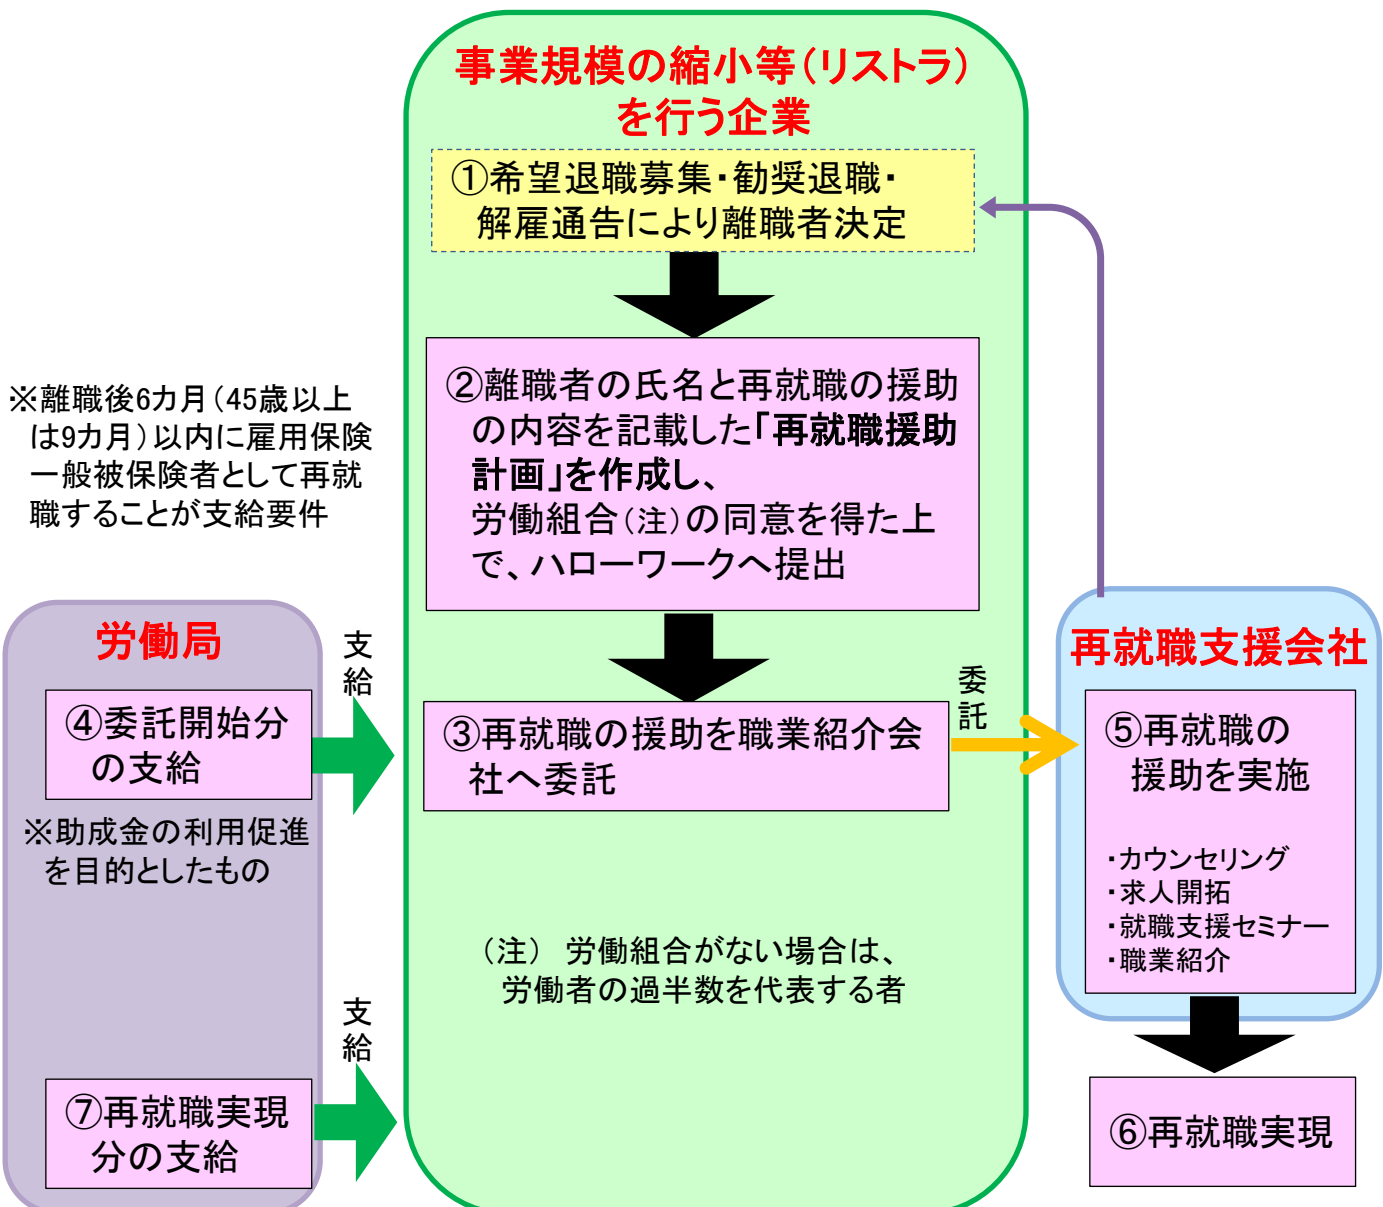 事業規模の縮小等（リストラ）
を行う企業
①希望退職募集・勧奨退職・
解雇通告により離職者決定
②離職者の氏名と再就職の援助
の内容を記載した「再就職援助
計画」を作成し、
労働組合（注）の同意を得た上
で、ハローワークへ提出
※離職後6カ月（45歳以上
は9カ月）以内に雇用保険
一般被保険者として再就
職することが支給要件
労働局
④委託開始分
の支給
※助成金の利用促進
を目的としたもの
支給
③再就職の援助を職業紹介会
社へ委託
委託
再就職支援会社
⑤再就職の
援助を実施
・カウンセリング
・求人開拓
・就職支援セミナー
・職業紹介
（注）　労働組合がない場合は、
労働者の過半数を代表する者
支給
⑦再就職実現
分の支給
⑥再就職実現